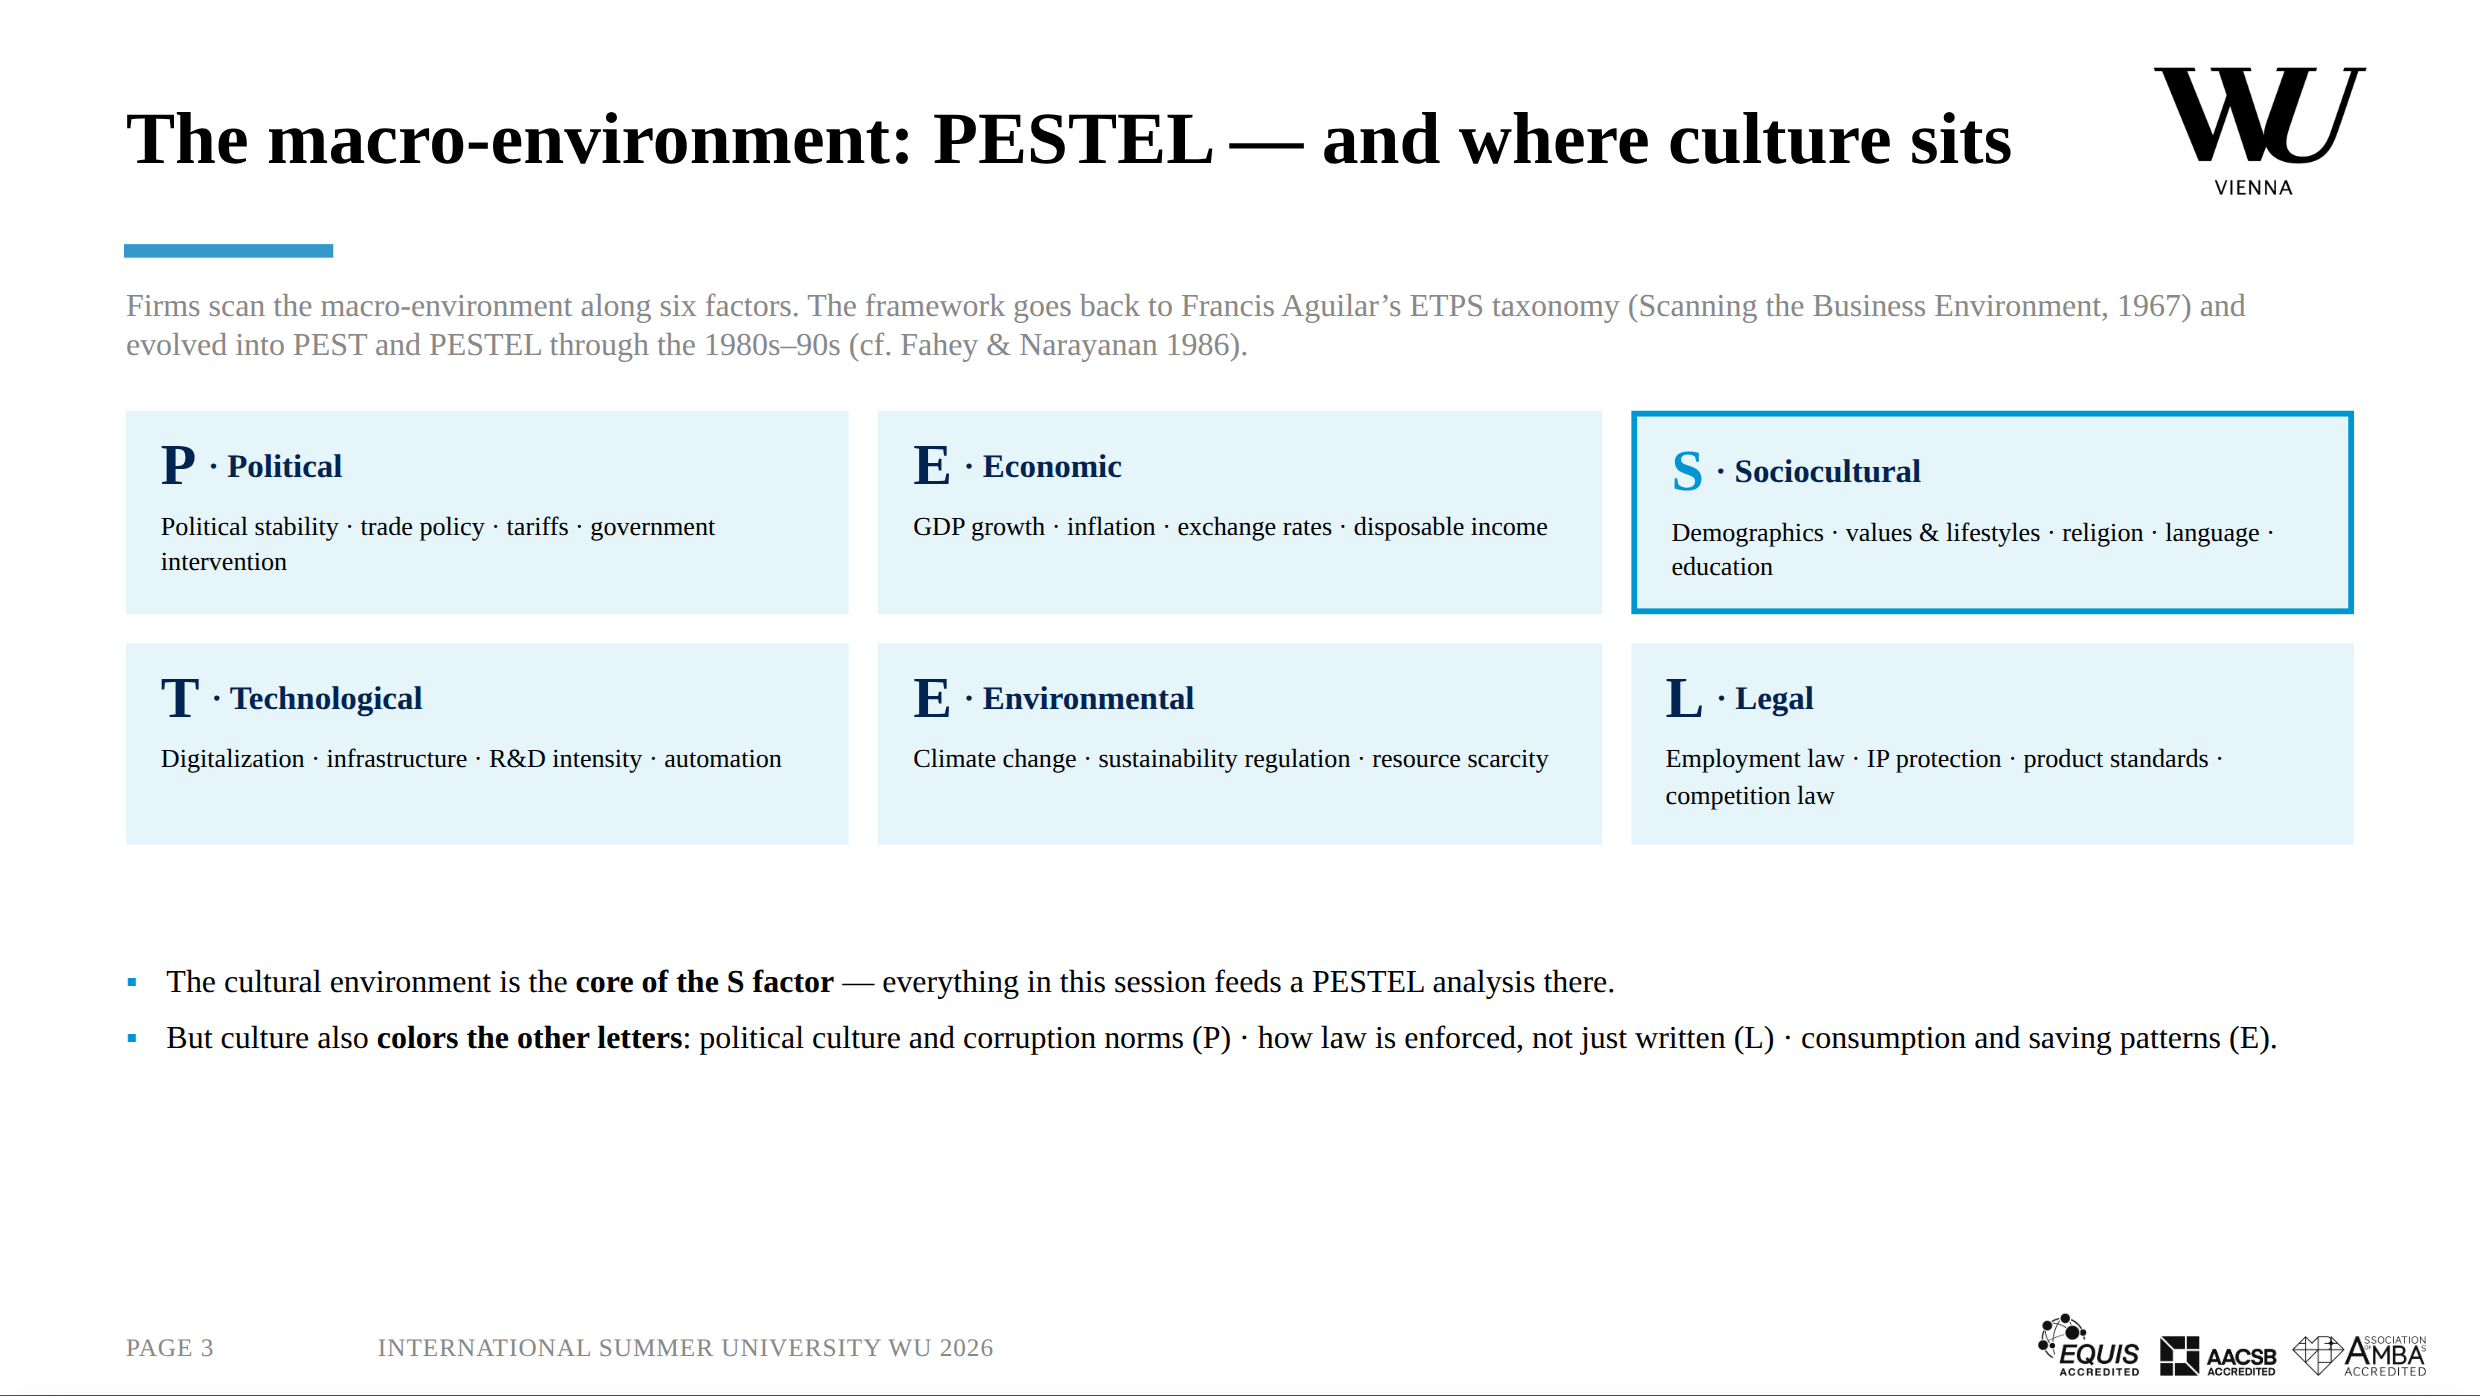 The macro-environment: PESTEL — and where culture sits
WU
VIENNA
Firms scan the macro-environment along six factors. The framework goes back to Francis Aguilar’s ETPS taxonomy (Scanning the Business Environment, 1967) and
evolved into PEST and PESTEL through the 1980s–90s (cf. Fahey & Narayanan 1986).
P · Political
Political stability · trade policy · tariffs · government
intervention
E · Economic
GDP growth · inflation · exchange rates · disposable income
S · Sociocultural
Demographics · values & lifestyles · religion · language ·
education
T · Technological
Digitalization · infrastructure · R&D intensity · automation
E · Environmental
Climate change · sustainability regulation · resource scarcity
L · Legal
Employment law · IP protection · product standards ·
competition law
▪ The cultural environment is the core of the S factor — everything in this session feeds a PESTEL analysis there.
▪ But culture also colors the other letters: political culture and corruption norms (P) · how law is enforced, not just written (L) · consumption and saving patterns (E).
PAGE 3
INTERNATIONAL SUMMER UNIVERSITY WU 2026
EQUIS
ACCREDITED
AACSB
ACCREDITED
ASSOCIATION
OF MBAS
ACCREDITED